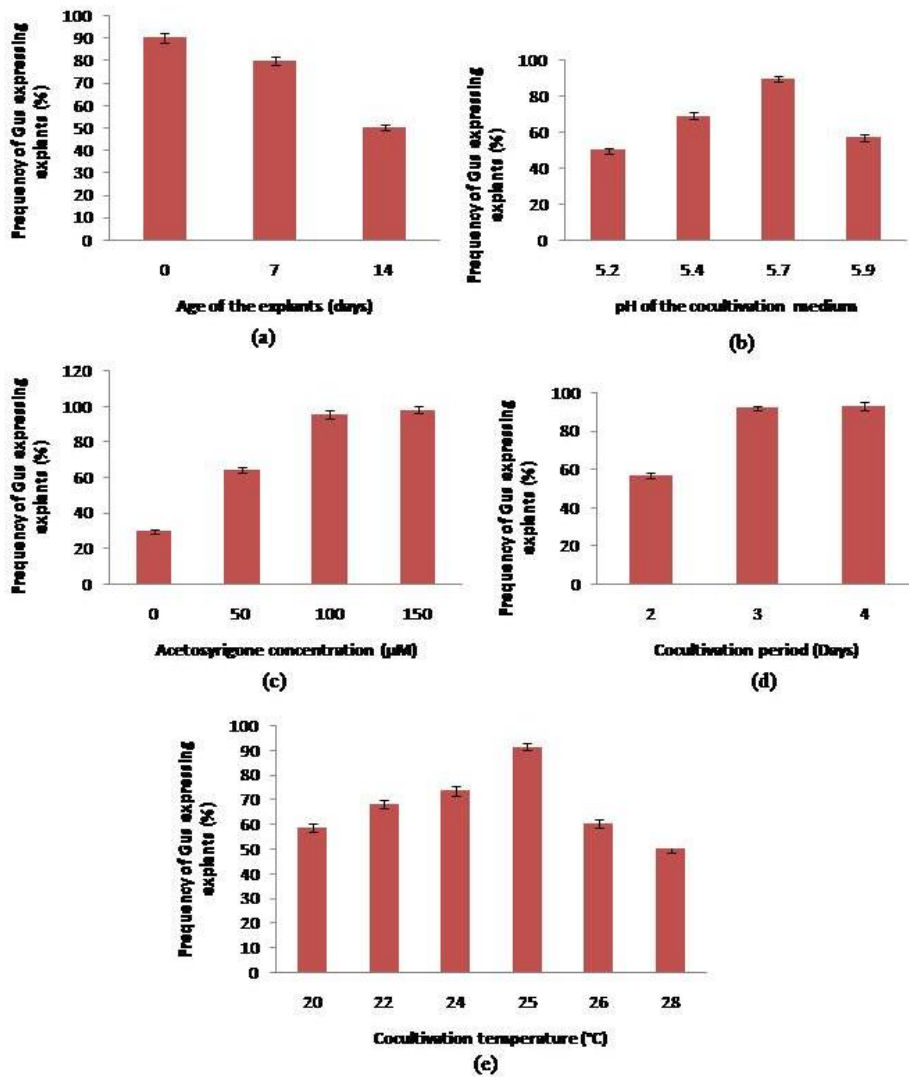 Frequency of Gus expressing
explants (%)
100
90
80
70
60
50
40
30
20
10
0
0 7 14
Age of the explants (days)
(a)
Frequency of Gus expressing
explants (%)
100
80
60
40
20
0
5.2 5.4 5.7 5.9
pH of the cocultivation medium
(b)
Frequency of Gus expressing
explants (%)
120
100
80
60
40
20
0
0 50 100 150
Acetosyrigone concentration (µM)
(c)
Frequency of Gus expressing
explants (%)
100
80
60
40
20
0
2 3 4
Cocultivation period (Days)
(d)
Frequency of Gus expressing
explants (%)
100
90
80
70
60
50
40
30
20
10
0
20 22 24 25 26 28
Cocultivation temperature (°C)
(e)